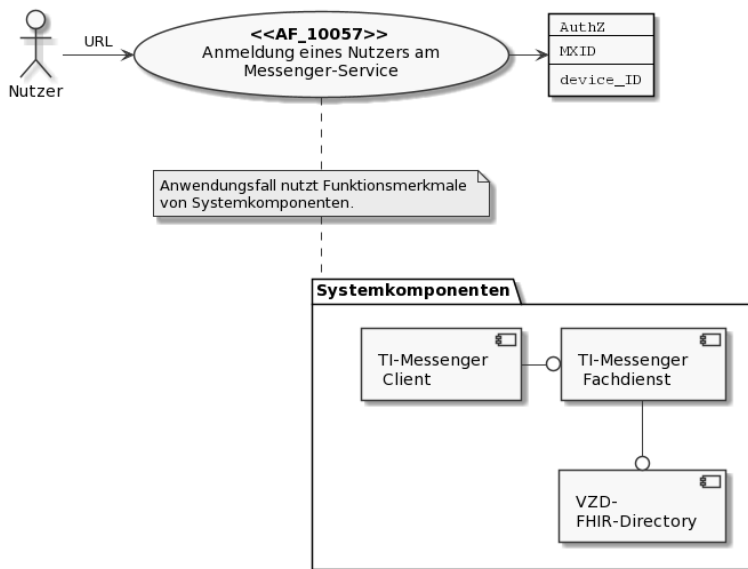 Nutzer
URL
<<AF_10057>>
Anmeldung eines Nutzers am
Messenger-Service
AuthZ
MXID
device_ID
Anwendungsfall nutzt Funktionsmerkmale
von Systemkomponenten.
Systemkomponenten
TI-Messenger
Client
TI-Messenger
Fachdienst
VZD-
FHIR-Directory